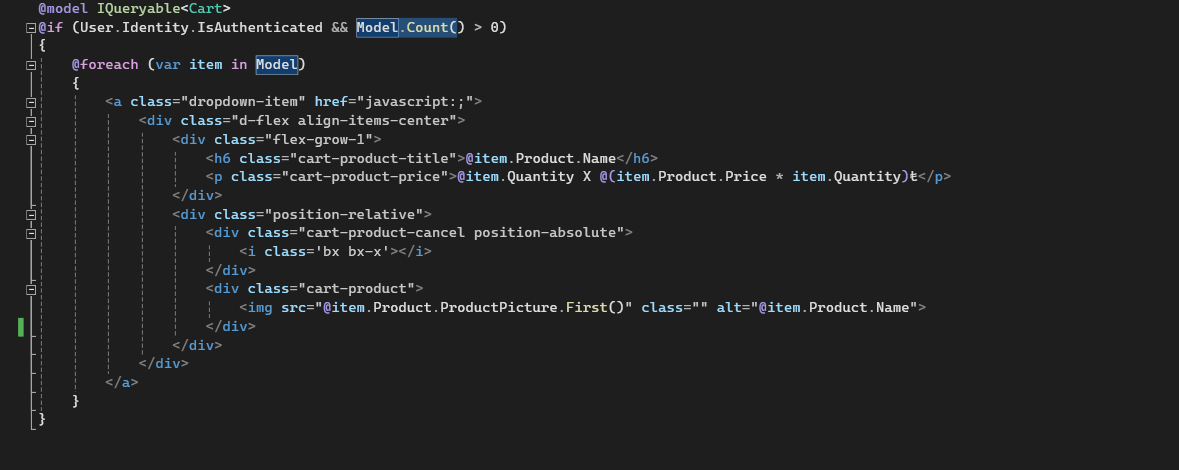 @model IQueryable<Cart>
@if (User.Identity.IsAuthenticated && Model.Count() > 0)
{
@foreach (var item in Model)
{
<a class="dropdown-item" href="javascript:;">
<div class="d-flex align-items-center">
<div class="flex-grow-1">
<h6 class="cart-product-title">@item.Product.Name</h6>
<p class="cart-product-price">@item.Quantity X @(item.Product.Price * item.Quantity)₺</p>
</div>
<div class="position-relative">
<div class="cart-product-cancel position-absolute">
<i class='bx bx-x'></i>
</div>
<div class="cart-product">
<img src="@item.Product.ProductPicture.First()" class="" alt="@item.Product.Name">
</div>
</div>
</div>
</a>
}
}